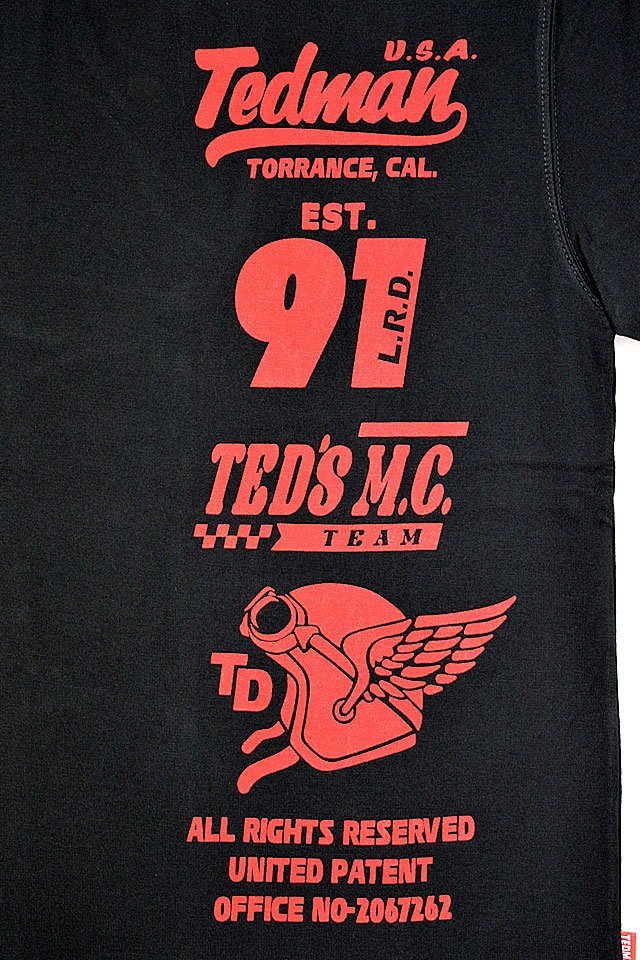 U.S.A.
Tedman
TORRANCE, CAL.
EST.
91
L.R.D.
TED'S M.C.
TEAM
TD
ALL RIGHTS RESERVED
UNITED PATENT
OFFICE NO-2067262